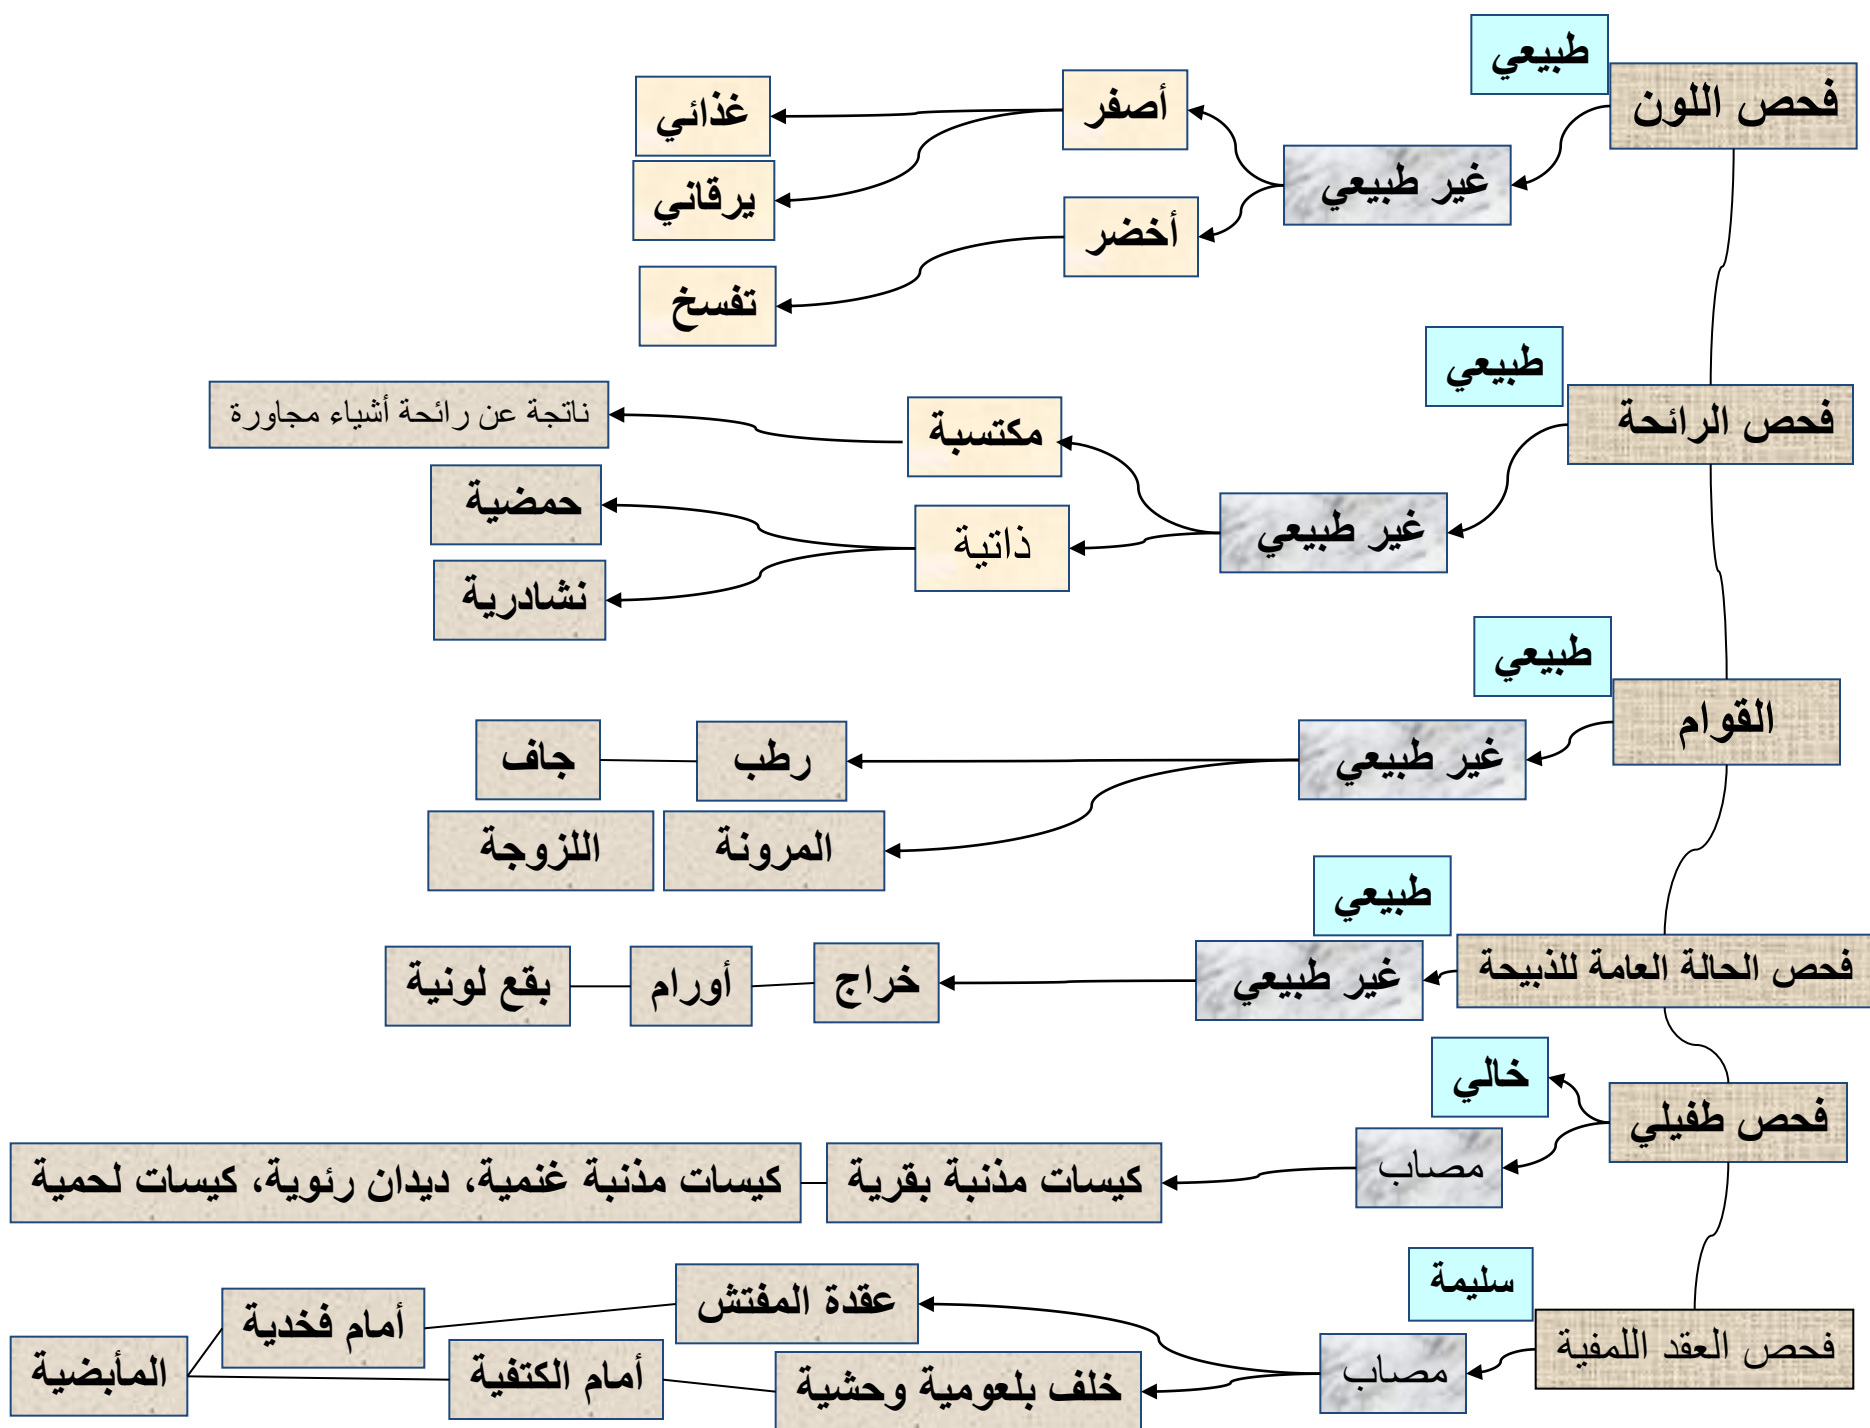 طبيعي
فحص اللون
غير طبيعي
أصفر
غذائي
يرقاني
أخضر
تفسخ
طبيعي
فحص الرائحة
غير طبيعي
مكتسبة
ناتجة عن رائحة أشياء مجاورة
ذاتية
حمضية
نشادرية
طبيعي
القوام
غير طبيعي
رطب
جاف
المرونة
اللزوجة
طبيعي
فحص الحالة العامة للذبيحة
غير طبيعي
خراج
أورام
بقع لونية
خالي
فحص طفيلي
مصاب
كيسات مذنبة بقرية
كيسات مذنبة غنمية، ديدان رئوية، كيسات لحمية
سليمة
فحص العقد اللمفية
مصاب
عقدة المفتش
أمام فخدية
خلف بلعومية وحشية
أمام الكتفية
المأبضية